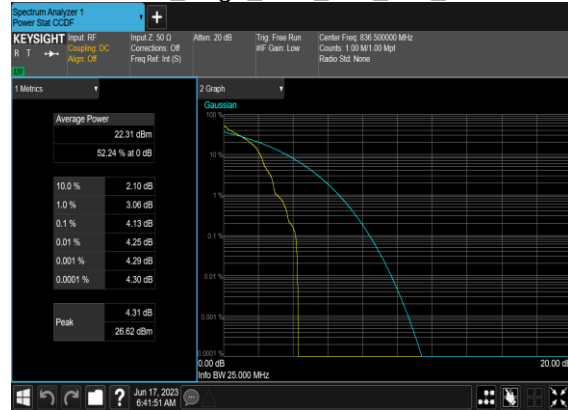 Spectrum Analyzer 1
Power Stat CCDF
KEYSIGHT
R T
LM
Input: RF
Coupling: DC
Align: Off
Input Z: 50 Ω
Corrections: Off
Freq Ref: Int (S)
Atten: 20 dB
Trig: Free Run
#IF Gain: Low
Center Freq: 836.500000 MHz
Counts: 1.00 M/1.00 Mpt
Radio Std: None
1 Metrics
Average Power
22.31 dBm
52.24 % at 0 dB
10.0 % 2.10 dB
1.0 % 3.06 dB
0.1 % 4.13 dB
0.01 % 4.25 dB
0.001 % 4.29 dB
0.0001 % 4.30 dB
Peak
4.31 dB
26.62 dBm
2 Graph
Gaussian
100 %
10 %
1 %
0.1 %
0.01 %
0.001 %
0.0001 %
0.00 dB
20.00 dB
Info BW 25.000 MHz
Jun 17, 2023
6:41:51 AM